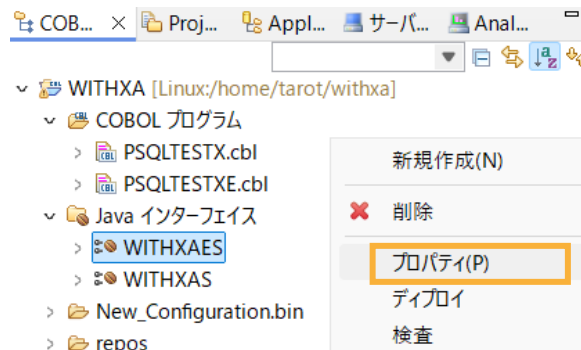 COB... Proj... Appl... サーバ... Anal...
WITHXA [Linux:/home/tarot/withxa]
COBOL プログラム
PSQLTESTX.cbl
PSQLTESTXE.cbl
Java インターフェイス
WITHXAES
WITHXAS
New_Configuration.bin
repos
新規作成(N)
削除
プロパティ(P)
ディプロイ
検査